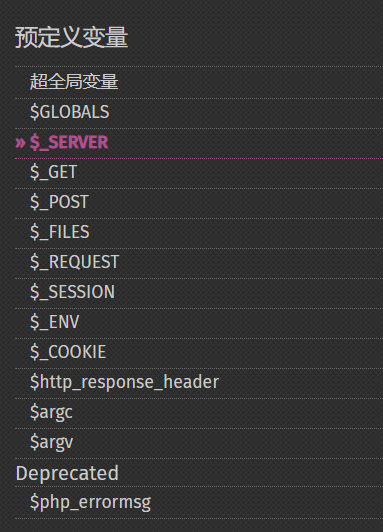 预定义变量
超全局变量
$GLOBALS
» $_SERVER
$_GET
$_POST
$_FILES
$_REQUEST
$_SESSION
$_ENV
$_COOKIE
$http_response_header
$argc
$argv
Deprecated
$php_errormsg